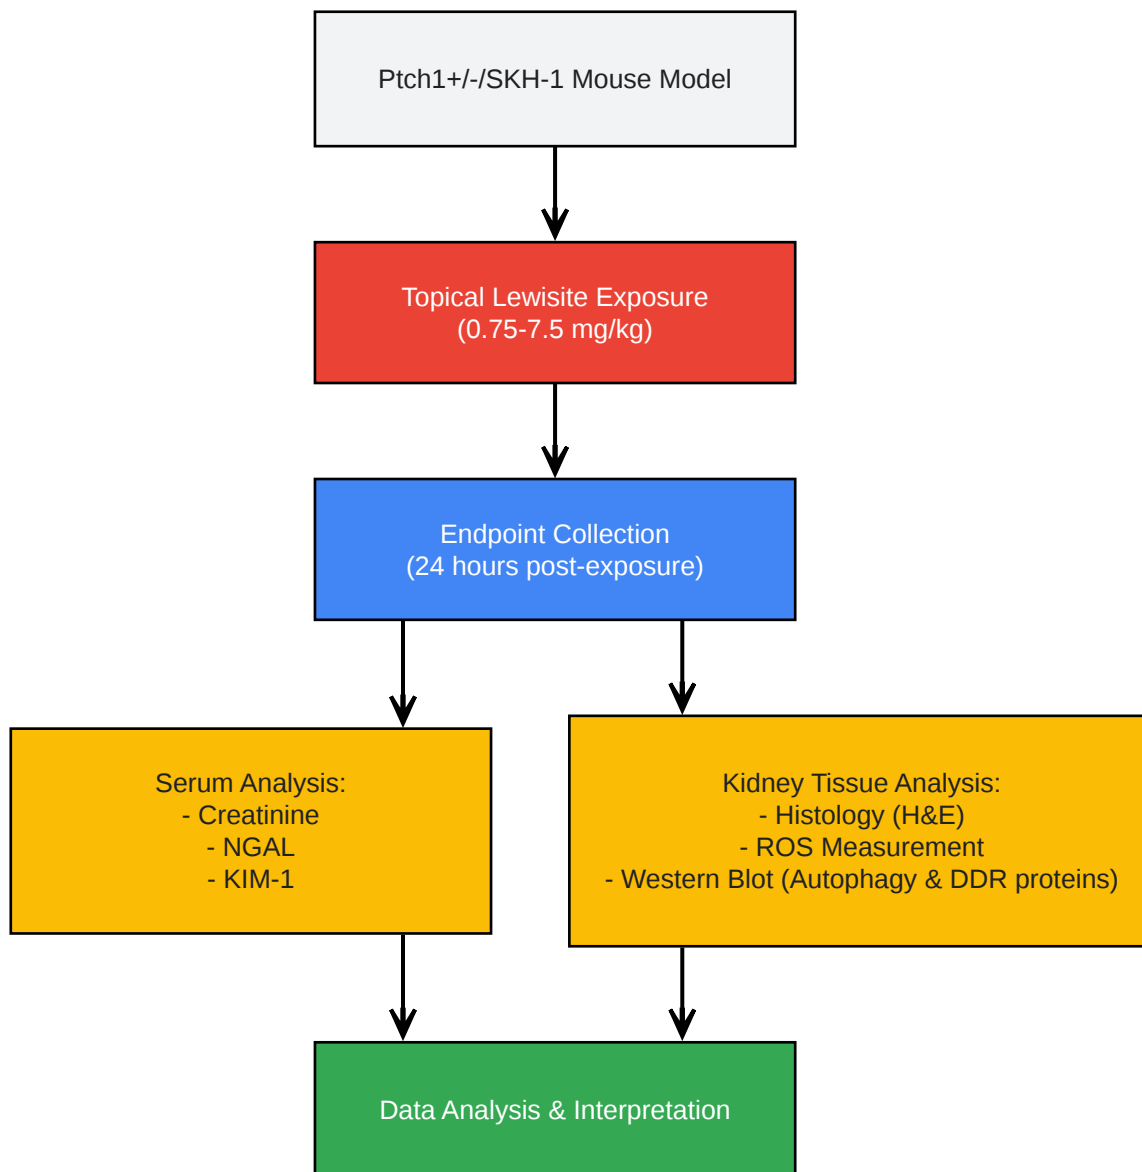 Ptch1+/-/SKH-1 Mouse Model
Topical Lewisite Exposure
(0.75-7.5 mg/kg)
Endpoint Collection
(24 hours post-exposure)
Serum Analysis:
- Creatinine
- NGAL
- KIM-1
Kidney Tissue Analysis:
- Histology (H&E)
- ROS Measurement
- Western Blot (Autophagy & DDR proteins)
Data Analysis & Interpretation